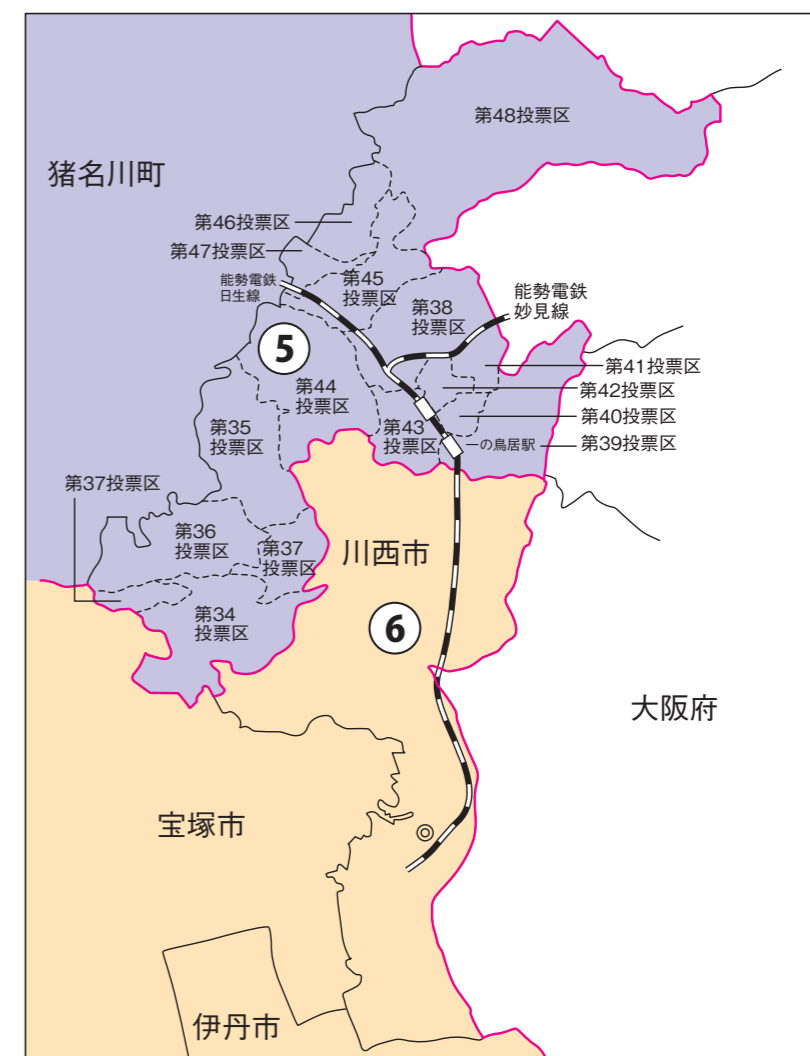 第48投票区
猪名川町
第46投票区
第47投票区
能勢電鉄
日生線
第45
投票区
第38
投票区
能勢電鉄
妙見線
5
第41投票区
第42投票区
第44
投票区
第40投票区
第35
投票区
第43
投票区
一の鳥居駅
第39投票区
第37投票区
第36
投票区
第37
投票区
川西市
第34
投票区
6
大阪府
宝塚市
伊丹市